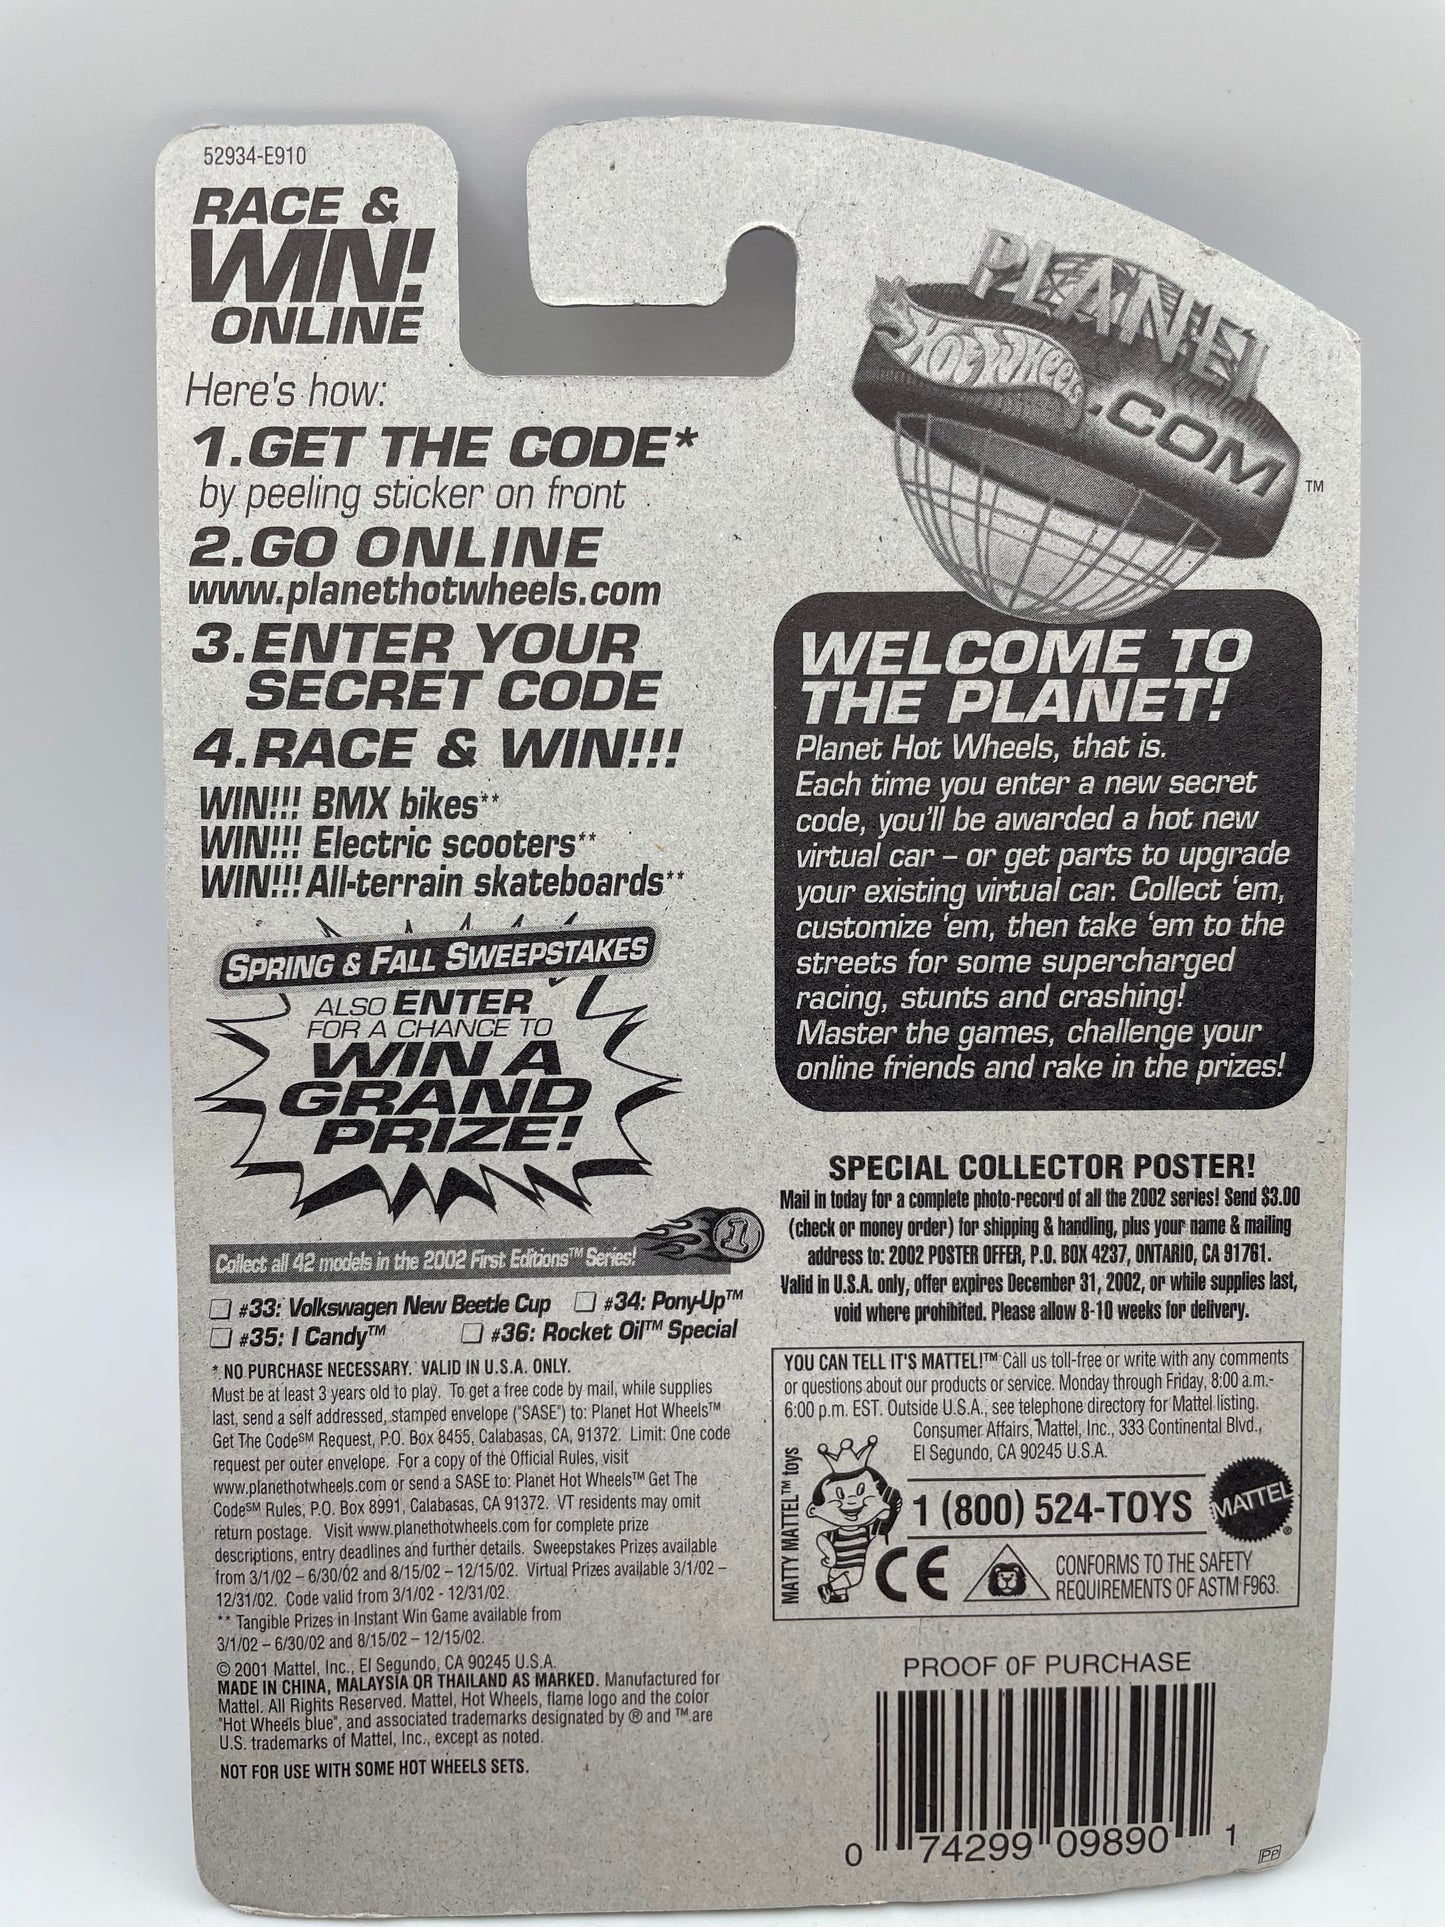 52934-E910
RACE &
WIN!
ONLINE
Here's how:
1.GET THE CODE*
by peeling sticker on front
2.GO ONLINE
www.planethotwheels.com
3.ENTER YOUR
SECRET CODE
4.RACE & WIN!!!
WIN!!! BMX bikes**
WIN!!! Electric scooters**
WIN!!! All-terrain skateboards**
SPRING & FALL SWEEPSTAKES
ALSO ENTER
FOR A CHANCE TO
WIN A
GRAND
PRIZE!
Collect all 42 models in the 2002 First Editions™ Series!
1
#33: Volkswagen New Beetle Cup #34: Pony-Up™
#35: I Candy™ #36: Rocket Oil™ Special
* NO PURCHASE NECESSARY. VALID IN U.S.A. ONLY.
Must be at least 3 years old to play. To get a free code by mail, while supplies
last, send a self addressed, stamped envelope ("SASE") to: Planet Hot Wheels™
Get The Code℠ Request, P.O. Box 8455, Calabasas, CA, 91372. Limit: One code
request per outer envelope. For a copy of the Official Rules, visit
www.planethotwheels.com or send a SASE to: Planet Hot Wheels™ Get The
Code℠ Rules, P.O. Box 8991, Calabasas, CA 91372. VT residents may omit
return postage. Visit www.planethotwheels.com for complete prize
descriptions, entry deadlines and further details. Sweepstakes Prizes available
from 3/1/02 – 6/30/02 and 8/15/02 – 12/15/02. Virtual Prizes available 3/1/02 –
12/31/02. Code valid from 3/1/02 - 12/31/02.
** Tangible Prizes in Instant Win Game available from
3/1/02 – 6/30/02 and 8/15/02 – 12/15/02.
© 2001 Mattel, Inc., El Segundo, CA 90245 U.S.A.
MADE IN CHINA, MALAYSIA OR THAILAND AS MARKED. Manufactured for
Mattel. All Rights Reserved. Mattel, Hot Wheels, flame logo and the color
"Hot Wheels blue", and associated trademarks designated by ® and ™ are
U.S. trademarks of Mattel, Inc., except as noted.
NOT FOR USE WITH SOME HOT WHEELS SETS.
PLANET
HOT WHEELS
.COM
™
WELCOME TO
THE PLANET!
Planet Hot Wheels, that is.
Each time you enter a new secret
code, you'll be awarded a hot new
virtual car – or get parts to upgrade
your existing virtual car. Collect 'em,
customize 'em, then take 'em to the
streets for some supercharged
racing, stunts and crashing!
Master the games, challenge your
online friends and rake in the prizes!
SPECIAL COLLECTOR POSTER!
Mail in today for a complete photo-record of all the 2002 series! Send $3.00
(check or money order) for shipping & handling, plus your name & mailing
address to: 2002 POSTER OFFER, P.O. BOX 4237, ONTARIO, CA 91761.
Valid in U.S.A. only, offer expires December 31, 2002, or while supplies last,
void where prohibited. Please allow 8-10 weeks for delivery.
YOU CAN TELL IT'S MATTEL!™ Call us toll-free or write with any comments
or questions about our products or service. Monday through Friday, 8:00 a.m.-
6:00 p.m. EST. Outside U.S.A., see telephone directory for Mattel listing.
Consumer Affairs, Mattel, Inc., 333 Continental Blvd.,
El Segundo, CA 90245 U.S.A.
MATTY MATTEL™ toys
1 (800) 524-TOYS
MATTEL®
CE
CONFORMS TO THE SAFETY
REQUIREMENTS OF ASTM F963.
PROOF OF PURCHASE
0 74299 09890 1
PP